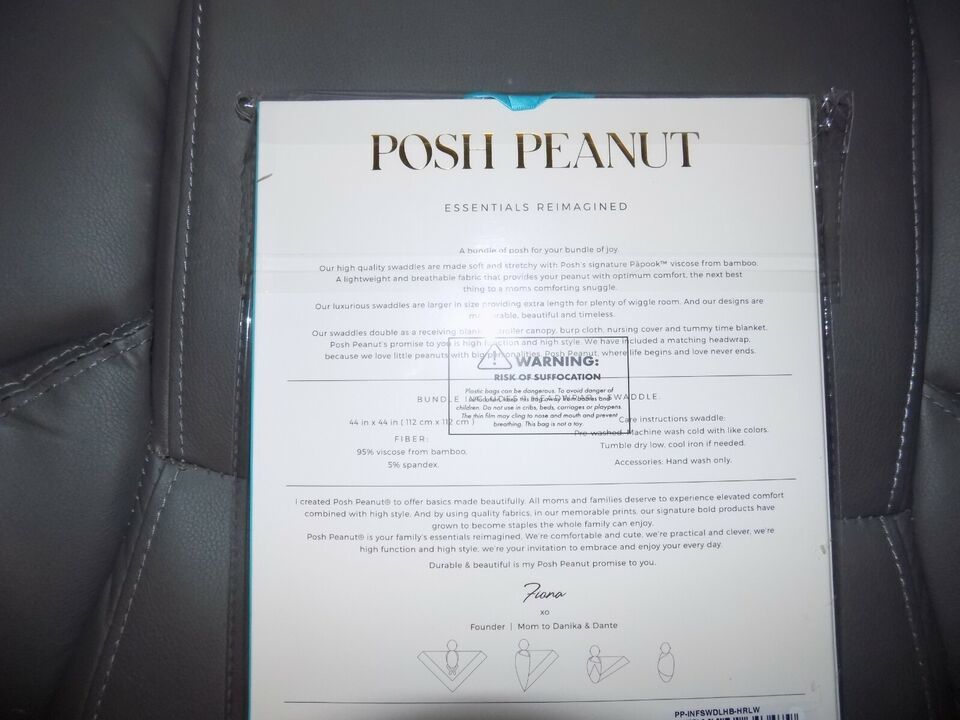 POSH PEANUT
ESSENTIALS REIMAGINED
A bundle of posh for your bundle of joy.
Our high quality swaddles are made soft and stretchy with Posh's signature Päpook™ viscose from bamboo.
A lightweight and breathable fabric that provides your peanut with optimum comfort, the next best
thing to a moms comforting snuggle.
Our luxurious swaddles are larger in size providing extra length for plenty of wiggle room. And our designs are
memorable, beautiful and timeless.
Our swaddles double as a receiving blanket, stroller canopy, burp cloth, nursing cover and tummy time blanket.
Posh Peanut's promise to you is high function and high style. We have included a matching headwrap,
because we love little peanuts with big personalities. Posh Peanut, where life begins and love never ends.
WARNING:
RISK OF SUFFOCATION
Plastic bags can be dangerous. To avoid danger of
suffocation, keep this bag away from babies and
children. Do not use in cribs, beds, carriages or playpens.
The thin film may cling to nose and mouth and prevent
breathing. This bag is not a toy.
BUNDLE INCLUDES: HEADWRAP + SWADDLE.
44 in x 44 in ( 112 cm x 112 cm )
FIBER:
95% viscose from bamboo,
5% spandex.
Care instructions swaddle:
Pre-washed. Machine wash cold with like colors.
Tumble dry low, cool iron if needed.
Accessories: Hand wash only.
I created Posh Peanut® to offer basics made beautifully. All moms and families deserve to experience elevated comfort
combined with high style. And by using quality fabrics, in our memorable prints, our signature bold products have
grown to become staples the whole family can enjoy.
Posh Peanut® is your family's essentials reimagined. We're comfortable and cute, we're practical and clever, we're
high function and high style, we're your invitation to embrace and enjoy your every day.
Durable & beautiful is my Posh Peanut promise to you.
Fiona
xo
Founder | Mom to Danika & Dante
PP-INFSWDLHB-HRLW